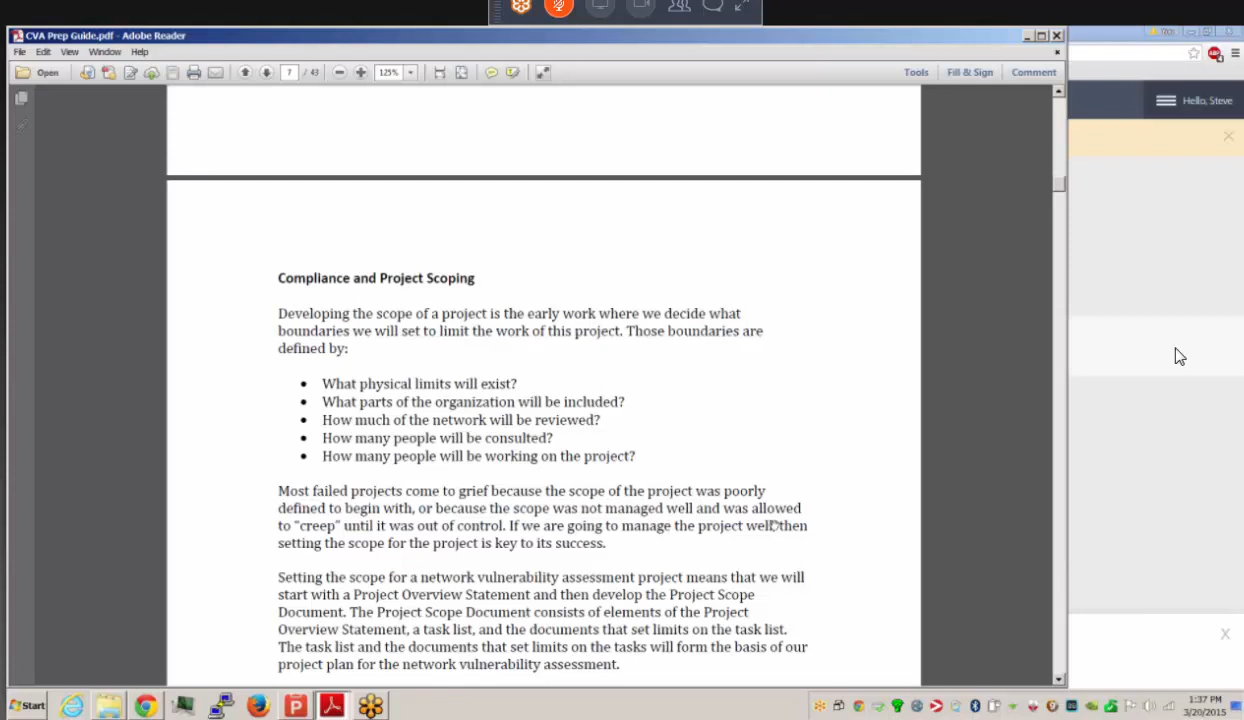 CVA Prep Guide.pdf - Adobe Reader
File Edit View Window Help
Open 7 / 43 125% Tools Fill & Sign Comment
Hello, Steve
Compliance and Project Scoping
Developing the scope of a project is the early work where we decide what
boundaries we will set to limit the work of this project. Those boundaries are
defined by:
• What physical limits will exist?
• What parts of the organization will be included?
• How much of the network will be reviewed?
• How many people will be consulted?
• How many people will be working on the project?
Most failed projects come to grief because the scope of the project was poorly
defined to begin with, or because the scope was not managed well and was allowed
to "creep" until it was out of control. If we are going to manage the project well then
setting the scope for the project is key to its success.
Setting the scope for a network vulnerability assessment project means that we will
start with a Project Overview Statement and then develop the Project Scope
Document. The Project Scope Document consists of elements of the Project
Overview Statement, a task list, and the documents that set limits on the task list.
The task list and the documents that set limits on the tasks will form the basis of our
project plan for the network vulnerability assessment.
Start
1:37 PM
3/20/2015